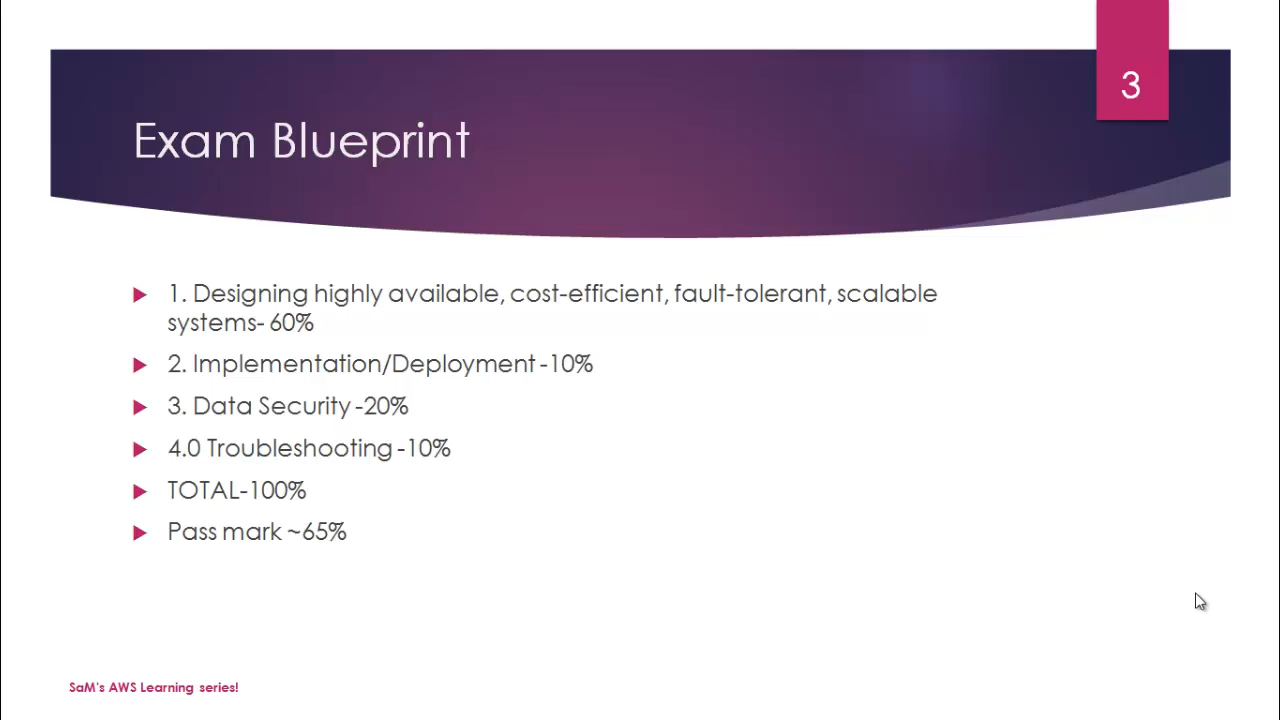 3
Exam Blueprint
1. Designing highly available, cost-efficient, fault-tolerant, scalable
systems- 60%
2. Implementation/Deployment -10%
3. Data Security -20%
4.0 Troubleshooting -10%
TOTAL-100%
Pass mark ~65%
SaM's AWS Learning series!